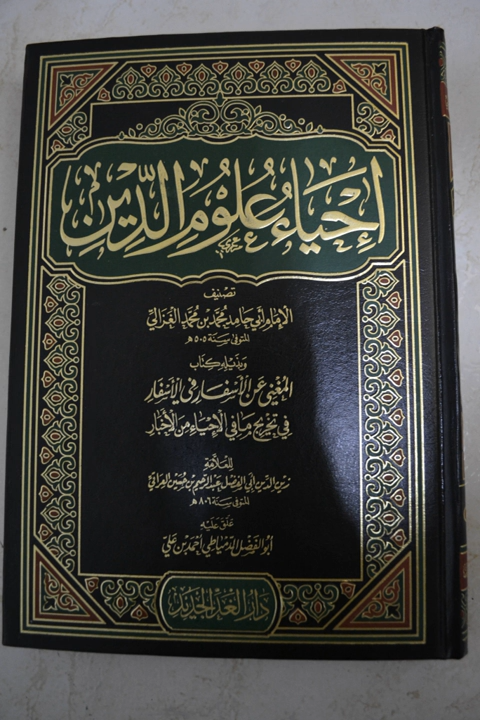 إحياء علوم الدين
تصنيف
الإمام أبي حامد محمد بن محمد الغزالي
المتوفى سنة ٥٠٥ هـ
وبذيله كتاب
المغني عن الأسفار في الأسفار
في تخريج ما في الإحياء من الأخبار
للعلامة
زين الدين أبي الفضل عبد الرحيم بن حسين العراقي
المتوفى سنة ٨٠٦ هـ
علق عليه
أبو الفضل الدمياطي أحمد بن علي
دار الغد الجديد